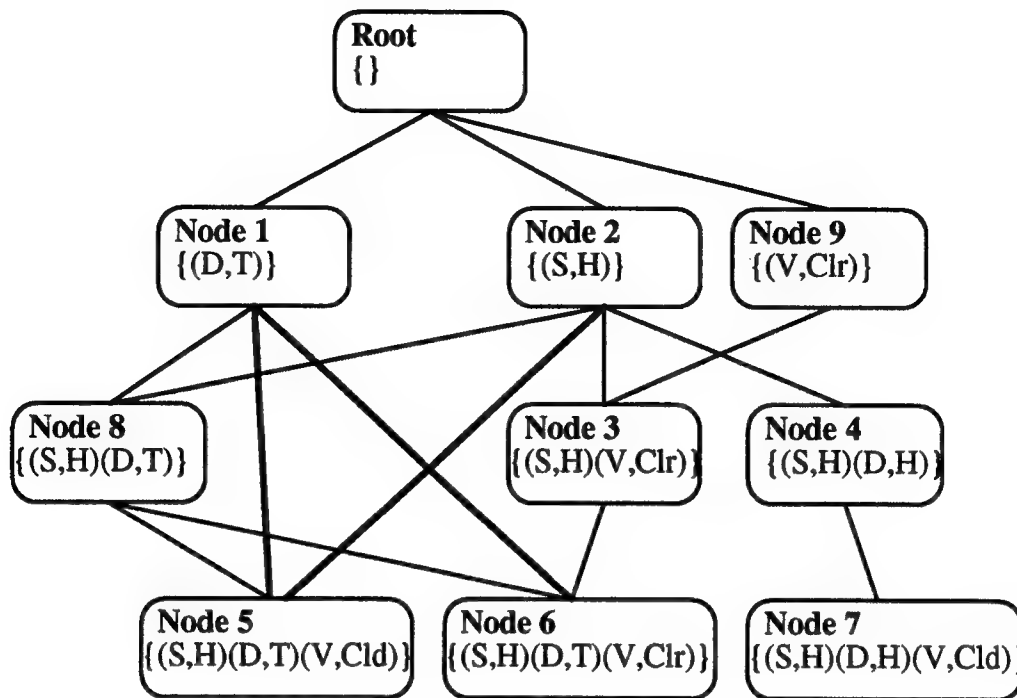 Root
{}
Node 1
{(D,T)}
Node 2
{(S,H)}
Node 9
{(V,Clr)}
Node 8
{(S,H)(D,T)}
Node 3
{(S,H)(V,Clr)}
Node 4
{(S,H)(D,H)}
Node 5
{(S,H)(D,T)(V,Cld)}
Node 6
{(S,H)(D,T)(V,Clr)}
Node 7
{(S,H)(D,H)(V,Cld)}